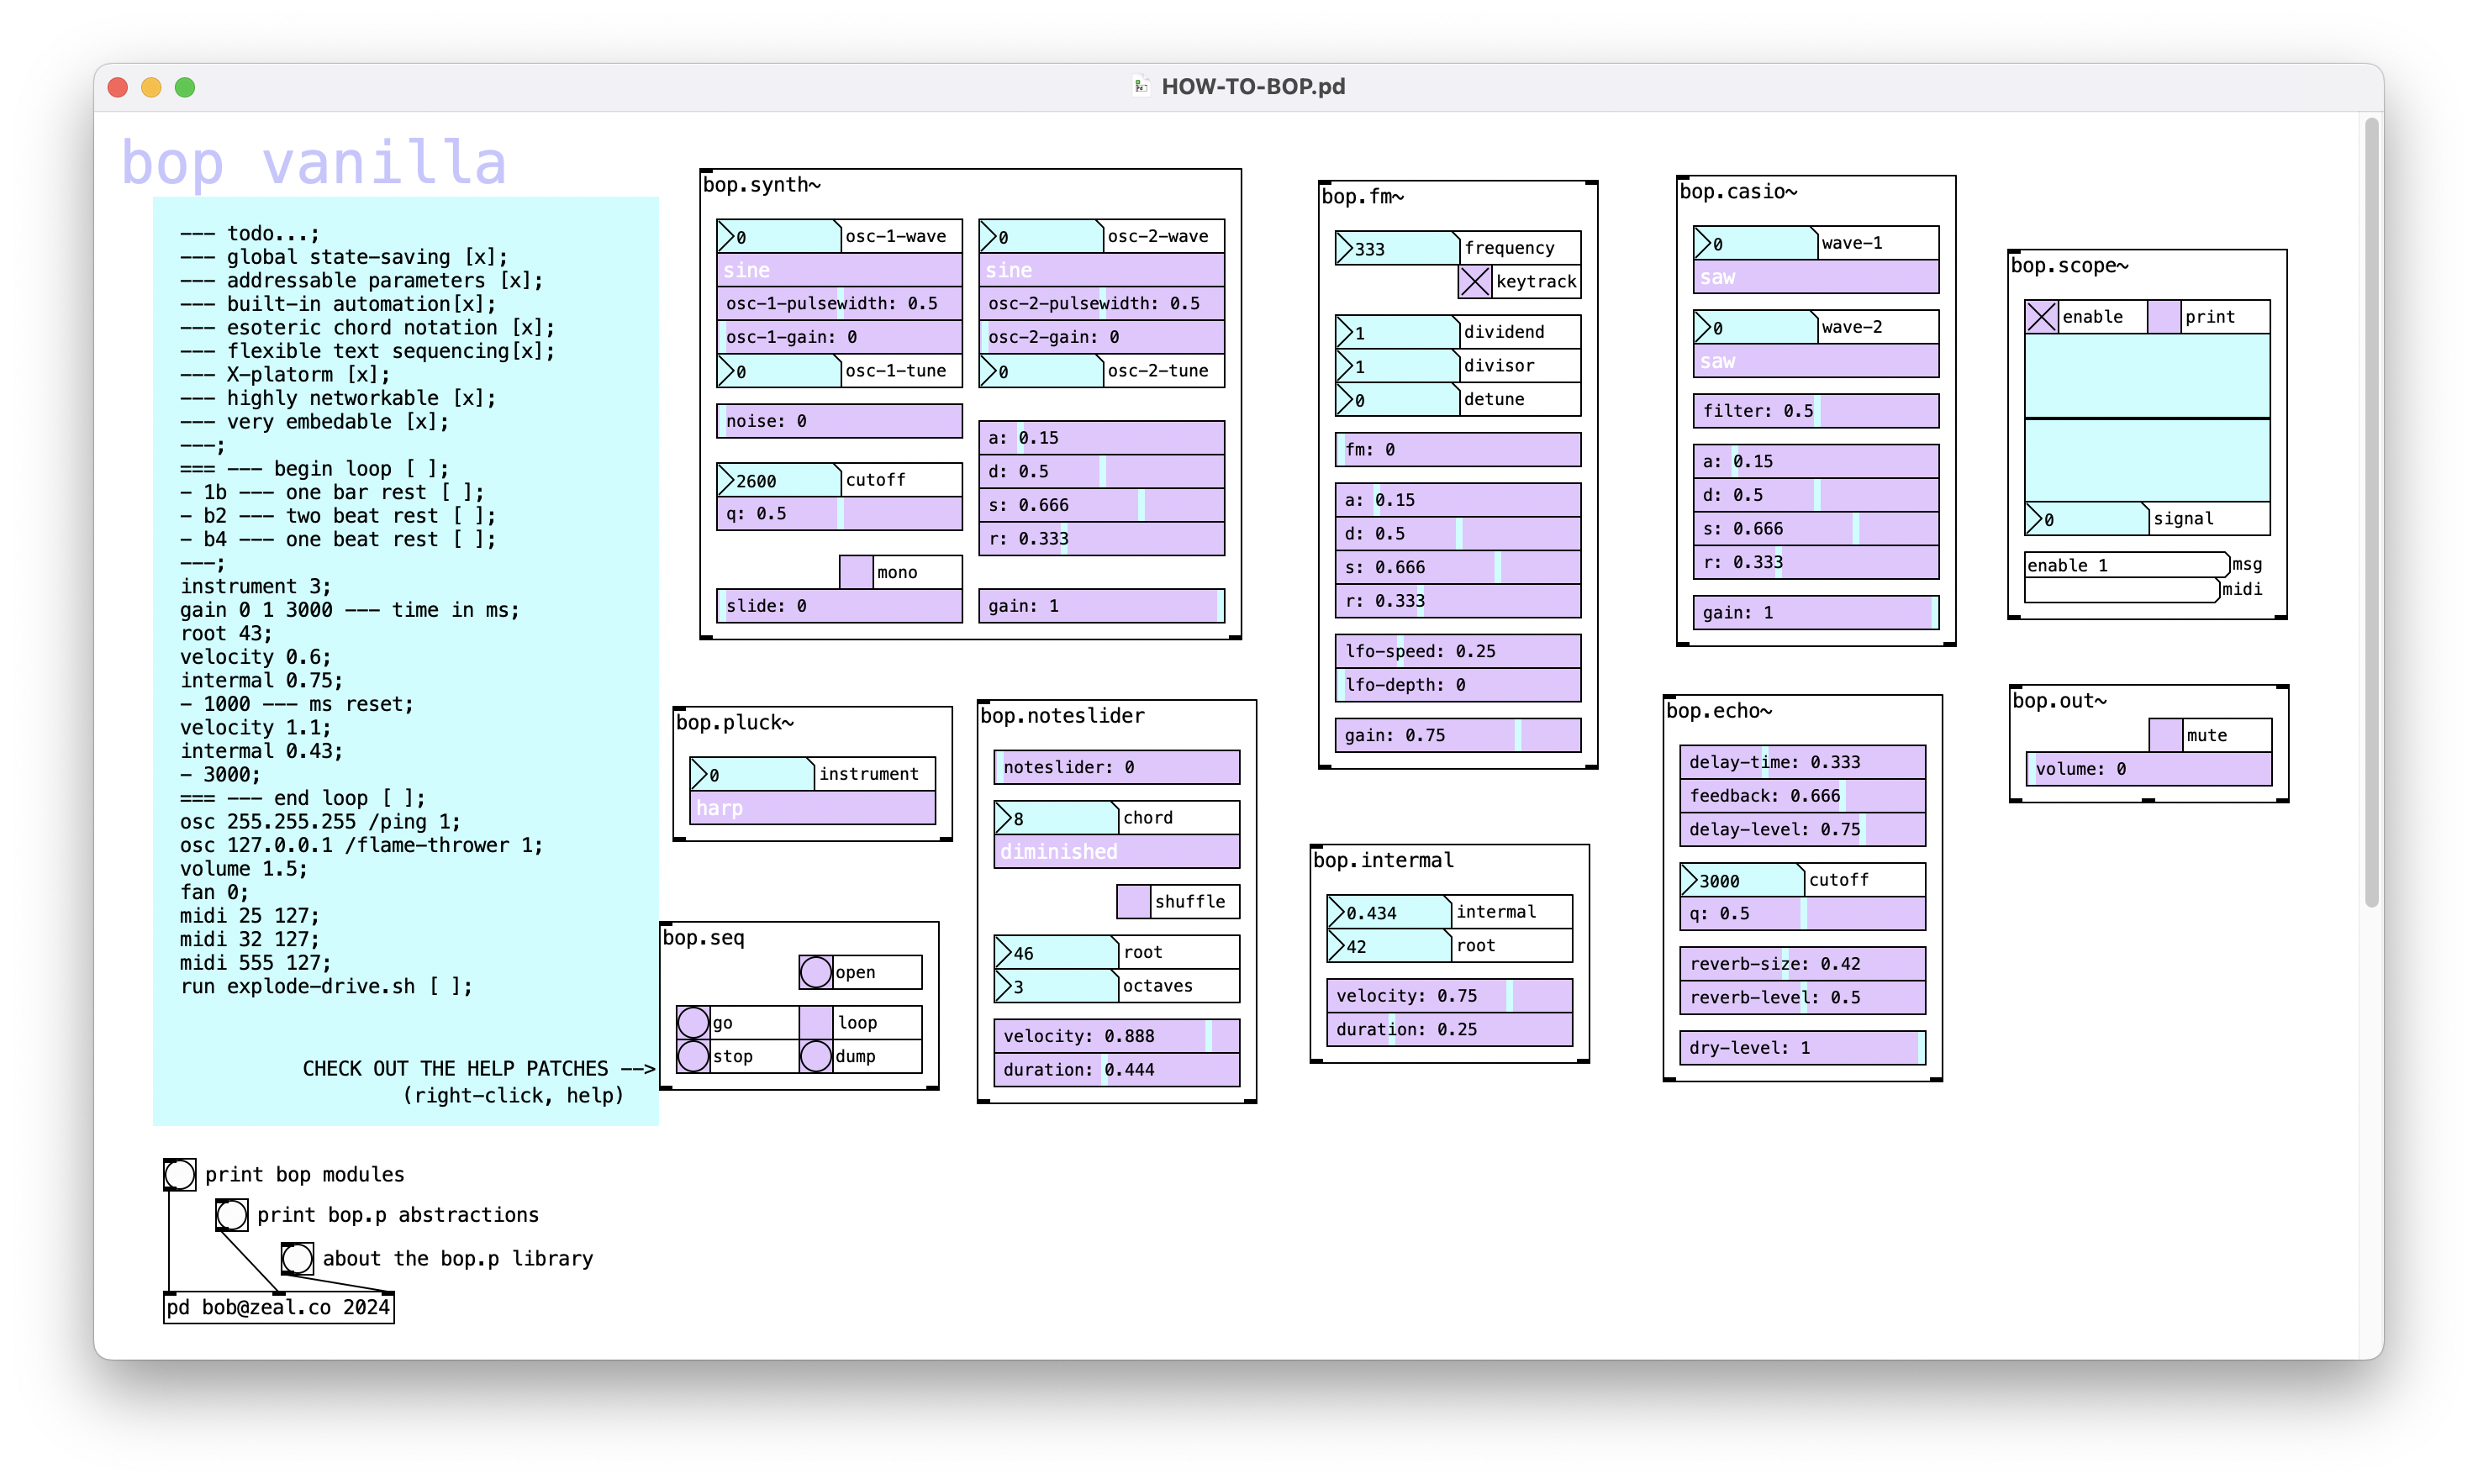 HOW-TO-BOP.pd
bop vanilla
--- todo...;
--- global state-saving [x];
--- addressable parameters [x];
--- built-in automation[x];
--- esoteric chord notation [x];
--- flexible text sequencing[x];
--- X-platorm [x];
--- highly networkable [x];
--- very embedable [x];
---;
=== --- begin loop [ ];
- 1b --- one bar rest [ ];
- b2 --- two beat rest [ ];
- b4 --- one beat rest [ ];
---;
instrument 3;
gain 0 1 3000 --- time in ms;
root 43;
velocity 0.6;
internal 0.75;
- 1000 --- ms reset;
velocity 1.1;
internal 0.43;
- 3000;
=== --- end loop [ ];
osc 255.255.255 /ping 1;
osc 127.0.0.1 /flame-thrower 1;
volume 1.5;
fan 0;
midi 25 127;
midi 32 127;
midi 555 127;
run explode-drive.sh [ ];
CHECK OUT THE HELP PATCHES -->
(right-click, help)
print bop modules
print bop.p abstractions
about the bop.p library
pd bob@zeal.co 2024
bop.synth~
0 osc-1-wave
sine
osc-1-pulsewidth: 0.5
osc-1-gain: 0
0 osc-1-tune
noise: 0
2600 cutoff
q: 0.5
mono
slide: 0
0 osc-2-wave
sine
osc-2-pulsewidth: 0.5
osc-2-gain: 0
0 osc-2-tune
a: 0.15
d: 0.5
s: 0.666
r: 0.333
gain: 1
bop.pluck~
0 instrument
harp
bop.seq
open
go loop
stop dump
bop.noteslider
noteslider: 0
8 chord
diminished
shuffle
46 root
3 octaves
velocity: 0.888
duration: 0.444
bop.fm~
333 frequency
keytrack
1 dividend
1 divisor
0 detune
fm: 0
a: 0.15
d: 0.5
s: 0.666
r: 0.333
lfo-speed: 0.25
lfo-depth: 0
gain: 0.75
bop.intermal
0.434 intermal
42 root
velocity: 0.75
duration: 0.25
bop.casio~
0 wave-1
saw
0 wave-2
saw
filter: 0.5
a: 0.15
d: 0.5
s: 0.666
r: 0.333
gain: 1
bop.echo~
delay-time: 0.333
feedback: 0.666
delay-level: 0.75
3000 cutoff
q: 0.5
reverb-size: 0.42
reverb-level: 0.5
dry-level: 1
bop.scope~
enable print
0 signal
enable 1 msg
midi
bop.out~
mute
volume: 0